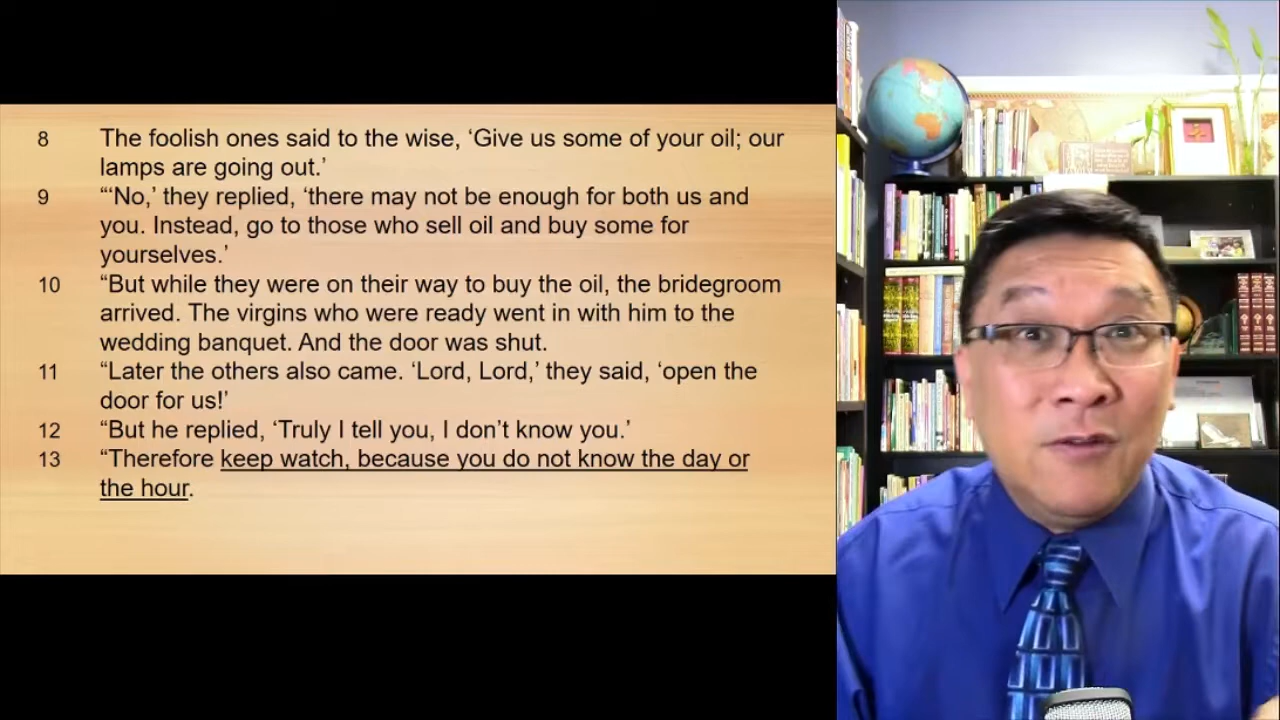 8 The foolish ones said to the wise, ‘Give us some of your oil; our
lamps are going out.’
9 “‘No,’ they replied, ‘there may not be enough for both us and
you. Instead, go to those who sell oil and buy some for
yourselves.’
10 “But while they were on their way to buy the oil, the bridegroom
arrived. The virgins who were ready went in with him to the
wedding banquet. And the door was shut.
11 “Later the others also came. ‘Lord, Lord,’ they said, ‘open the
door for us!’
12 “But he replied, ‘Truly I tell you, I don’t know you.’
13 “Therefore keep watch, because you do not know the day or
the hour.